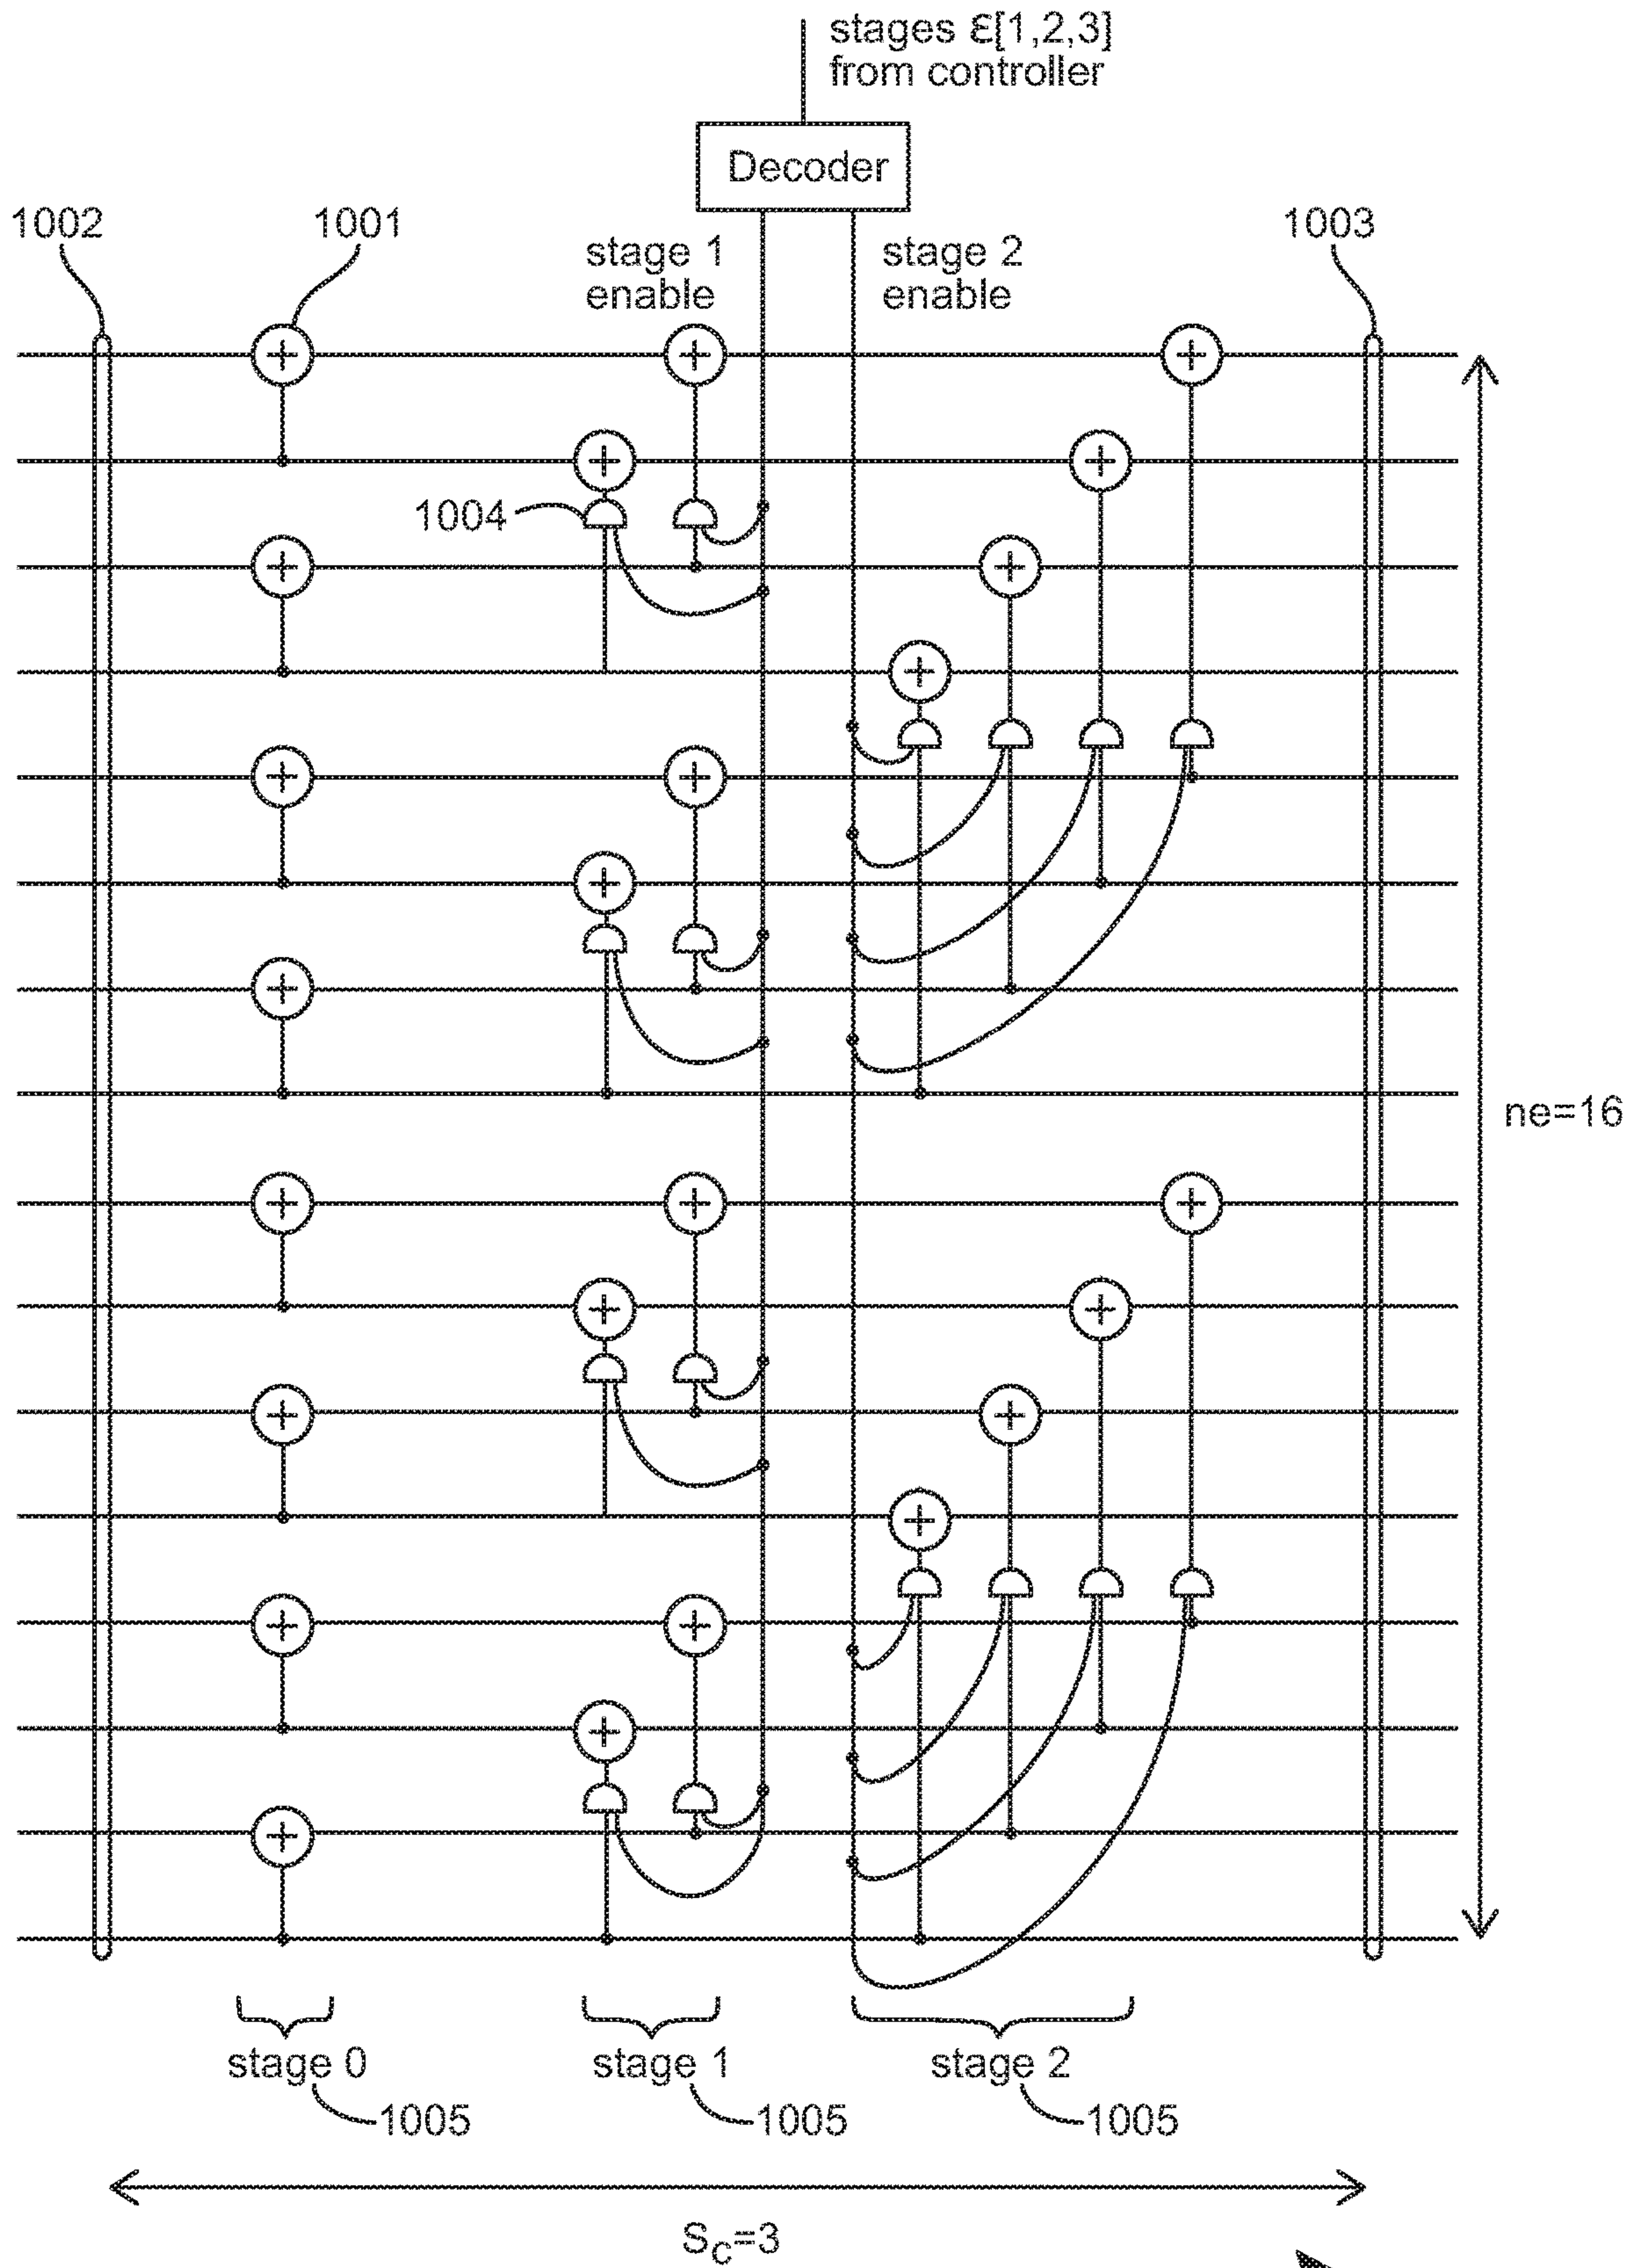 stages ε[1,2,3]
from controller
Decoder
1002
1001
1003
stage 1
enable
stage 2
enable
1004
ne=16
stage 0
stage 1
stage 2
1005
1005
1005
Sc=3